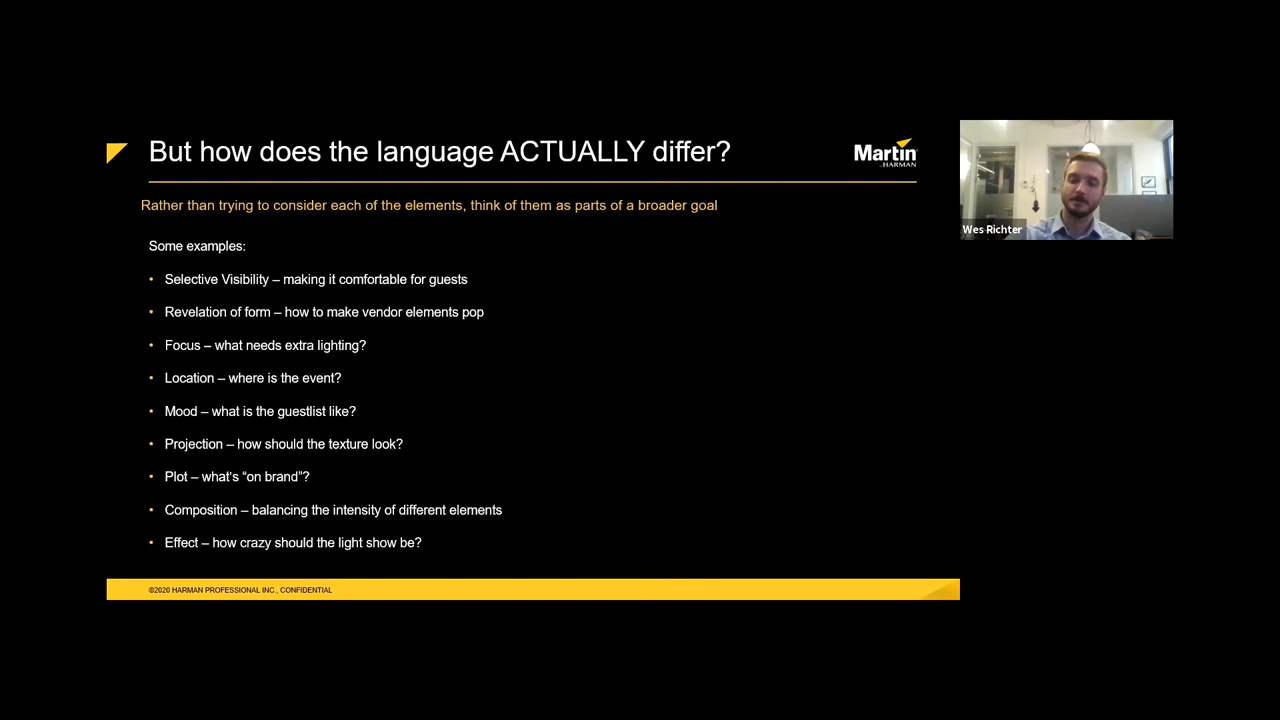 But how does the language ACTUALLY differ?
Martin
by HARMAN
Rather than trying to consider each of the elements, think of them as parts of a broader goal
Some examples:
• Selective Visibility – making it comfortable for guests
• Revelation of form – how to make vendor elements pop
• Focus – what needs extra lighting?
• Location – where is the event?
• Mood – what is the guestlist like?
• Projection – how should the texture look?
• Plot – what's “on brand”?
• Composition – balancing the intensity of different elements
• Effect – how crazy should the light show be?
©2020 HARMAN PROFESSIONAL INC., CONFIDENTIAL
Wes Richter